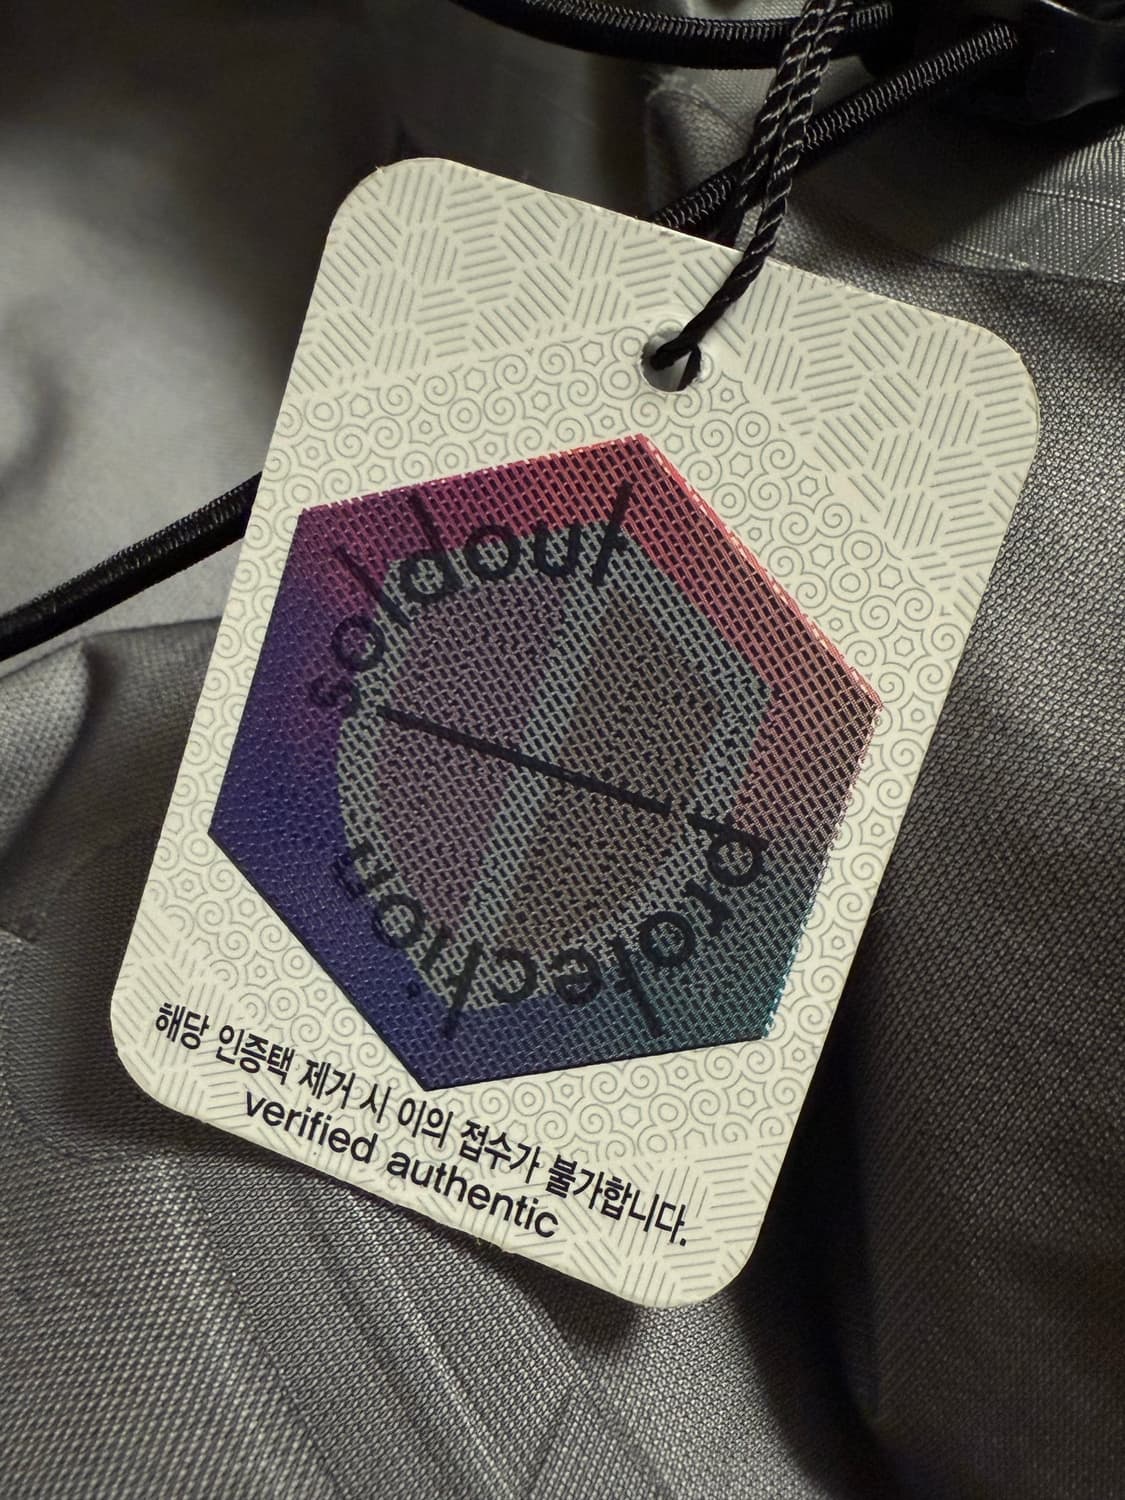 soldout
protection
해당 인증택 제거 시 이의 접수가 불가합니다.
verified authentic